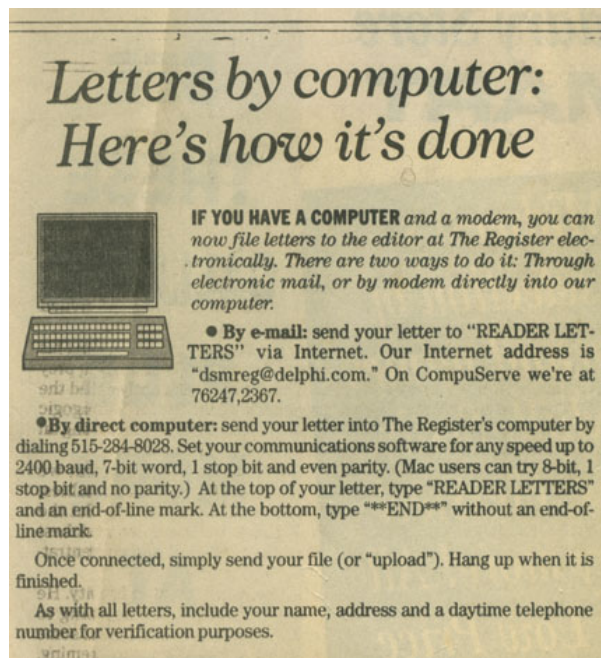 Letters by computer:
Here's how it's done
IF YOU HAVE A COMPUTER and a modem, you can
now file letters to the editor at The Register elec-
tronically. There are two ways to do it: Through
electronic mail, or by modem directly into our
computer.
● By e-mail: send your letter to "READER LET-
TERS" via Internet. Our Internet address is
"dsmreg@delphi.com." On CompuServe we're at
76247,2367.
●By direct computer: send your letter into The Register's computer by
dialing 515-284-8028. Set your communications software for any speed up to
2400 baud, 7-bit word, 1 stop bit and even parity. (Mac users can try 8-bit, 1
stop bit and no parity.) At the top of your letter, type "READER LETTERS"
and an end-of-line mark. At the bottom, type "**END**" without an end-of-
line mark.
Once connected, simply send your file (or "upload"). Hang up when it is
finished.
As with all letters, include your name, address and a daytime telephone
number for verification purposes.